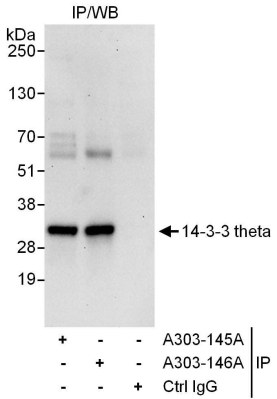 IP/WB
kDa
250
130
70
51
38
28
19
14-3-3 theta
+ - - A303-145A
- + - A303-146A
- - + Ctrl IgG
IP